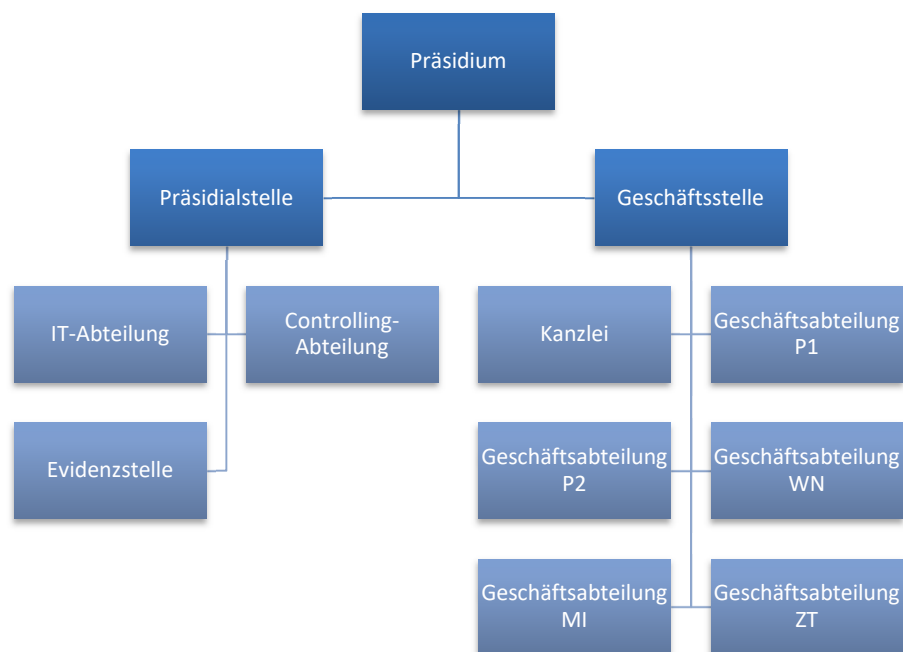 Präsidium
Präsidialstelle
Geschäftsstelle
IT-Abteilung
Controlling-
Abteilung
Kanzlei
Geschäftsabteilung
P1
Evidenzstelle
Geschäftsabteilung
P2
Geschäftsabteilung
WN
Geschäftsabteilung
MI
Geschäftsabteilung
ZT